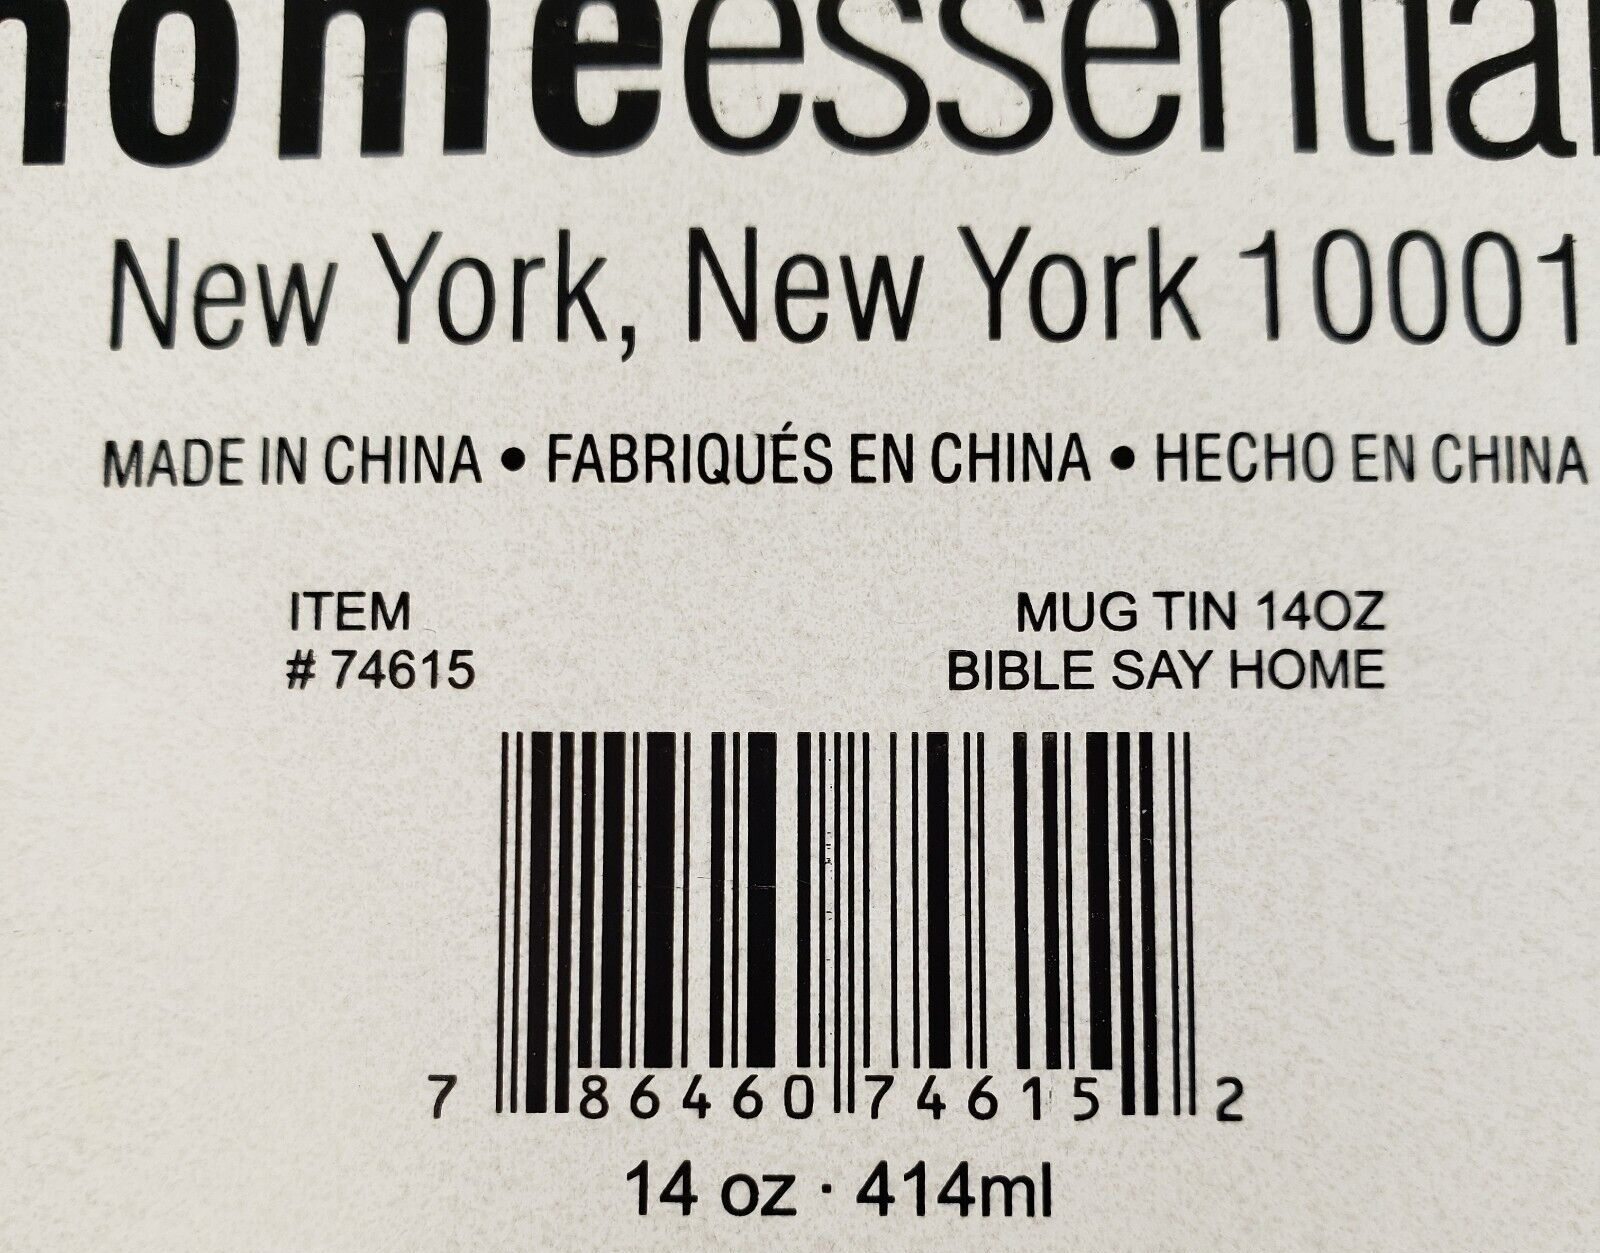 homeessential
New York, New York 10001
MADE IN CHINA • FABRIQUÉS EN CHINA • HECHO EN CHINA
ITEM
# 74615
MUG TIN 14OZ
BIBLE SAY HOME
7 86460 74615 2
14 oz · 414ml